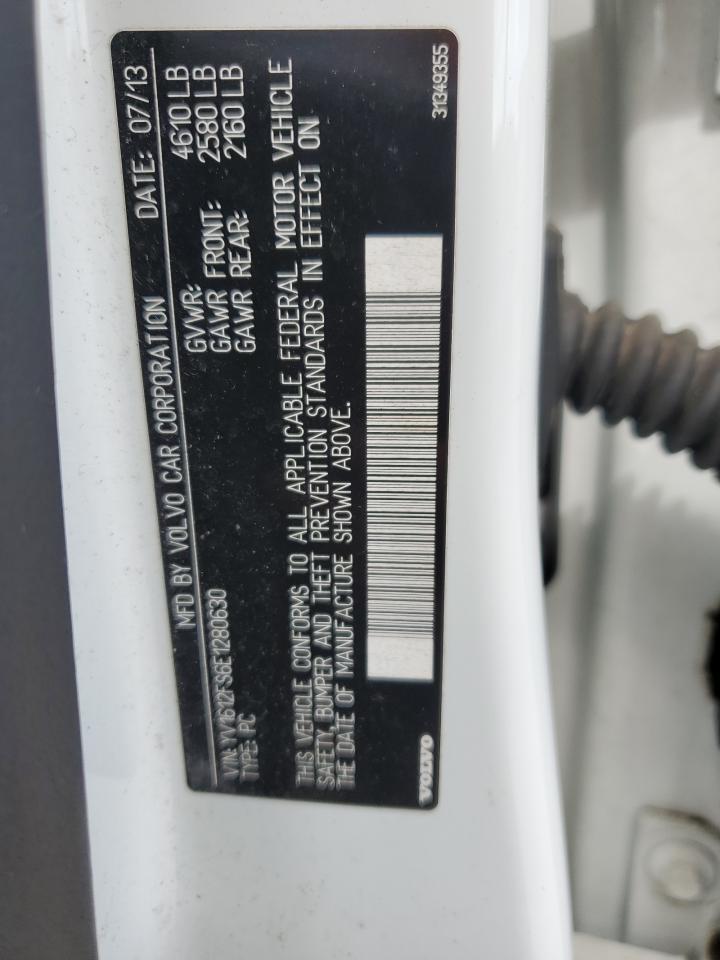 MFD BY VOLVO CAR CORPORATION DATE: 07/13
GVWR: 4610 LB
GAWR FRONT: 2580 LB
GAWR REAR: 2160 LB
VIN: YV1612FS6E1280630
TYPE: PC
THIS VEHICLE CONFORMS TO ALL APPLICABLE FEDERAL MOTOR VEHICLE
SAFETY, BUMPER AND THEFT PREVENTION STANDARDS IN EFFECT ON
THE DATE OF MANUFACTURE SHOWN ABOVE.
VOLVO 31349355